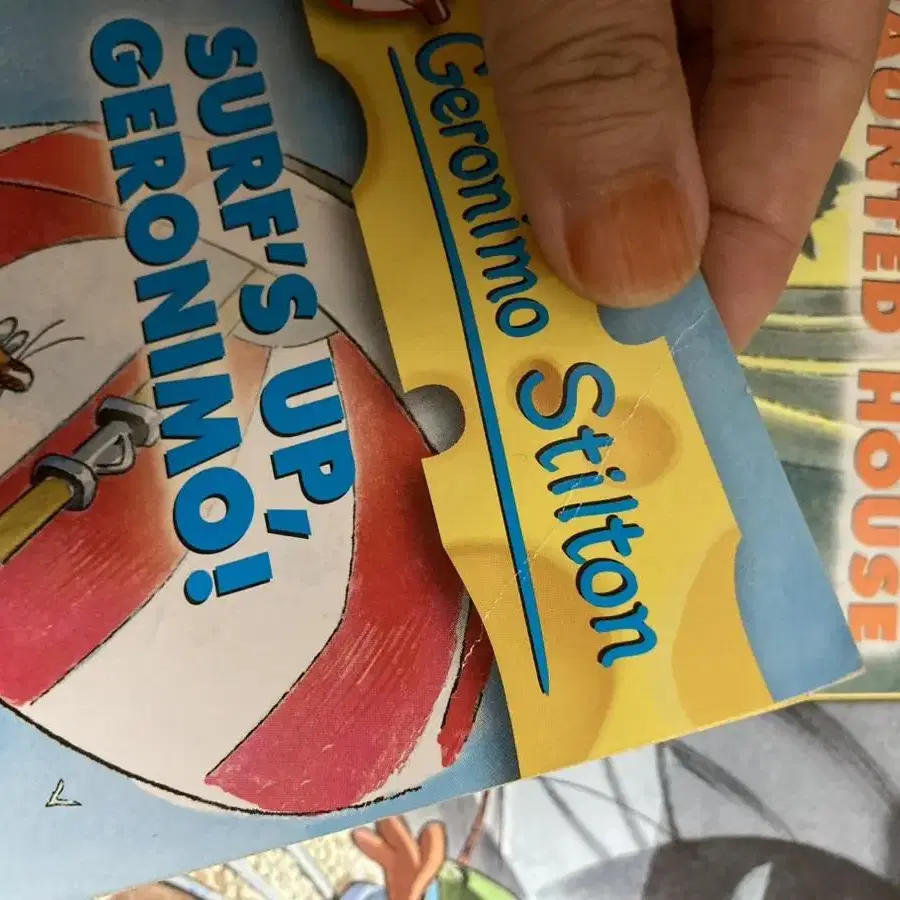 Geronimo Stilton
SURF'S UP,
GERONIMO!
HOUSE